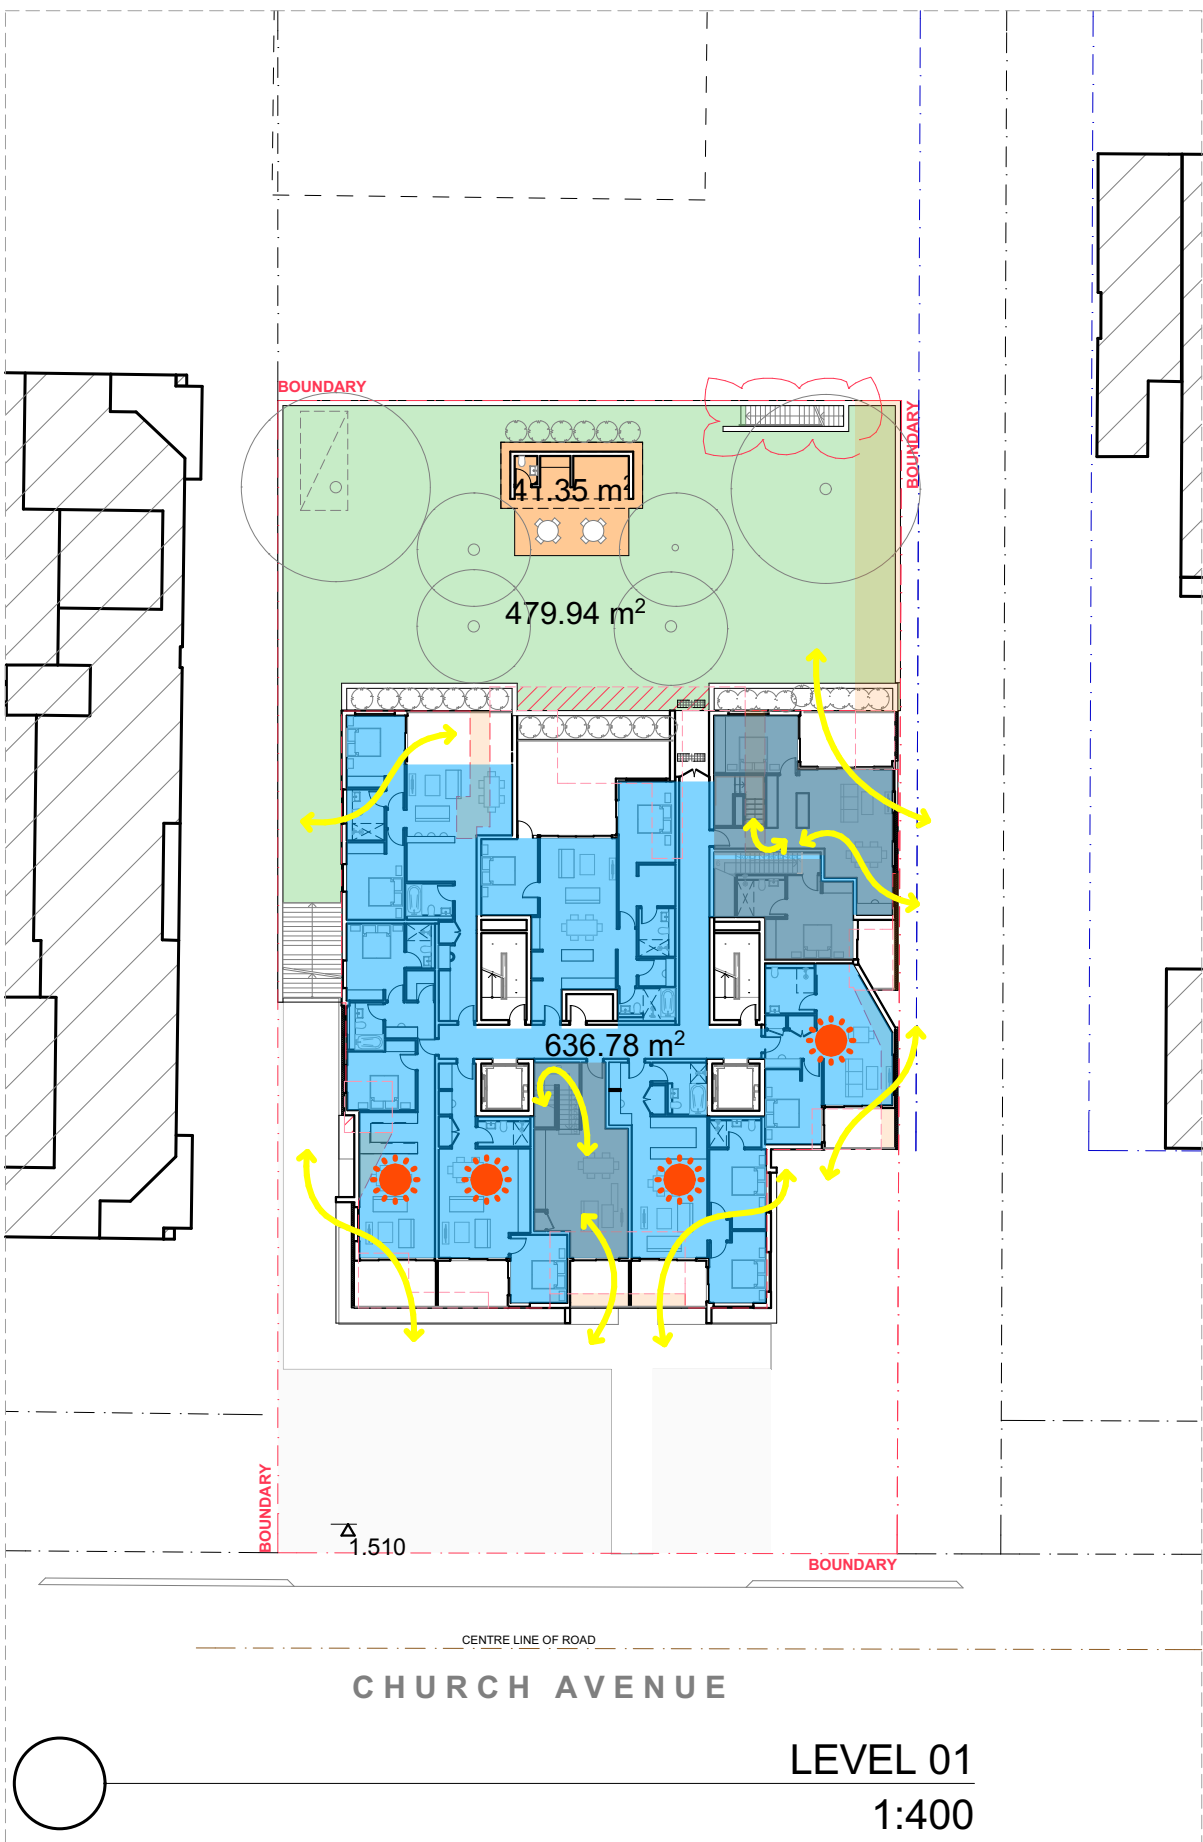 BOUNDARY
BOUNDARY
41.35 m²
479.94 m²
636.78 m²
BOUNDARY
1.510
BOUNDARY
CENTRE LINE OF ROAD
CHURCH AVENUE
LEVEL 01
1:400